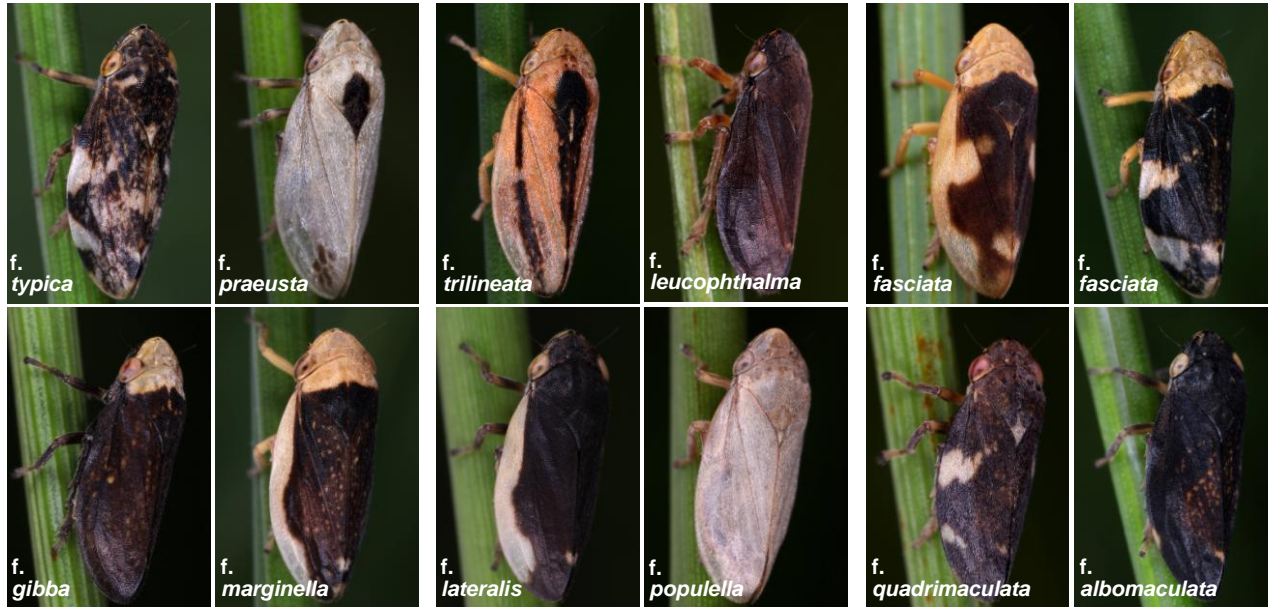 f.
typica
f.
praeusta
f.
trilineata
f.
leucophthalma
f.
fasciata
f.
fasciata
f.
gibba
f.
marginella
f.
lateralis
f.
populella
f.
quadrimaculata
f.
albomaculata